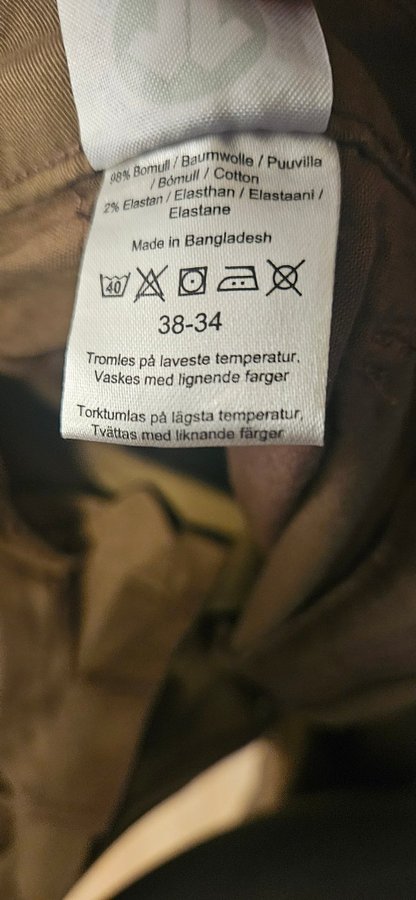 98% Bomull / Baumwolle / Puuvilla
/ Bómull / Cotton
2% Elastan / Elasthan / Elastaani /
Elastane
Made in Bangladesh
40
38-34
Tromles på laveste temperatur.
Vaskes med lignende farger
Torktumlas på lägsta temperatur,
Tvättas med liknande färger